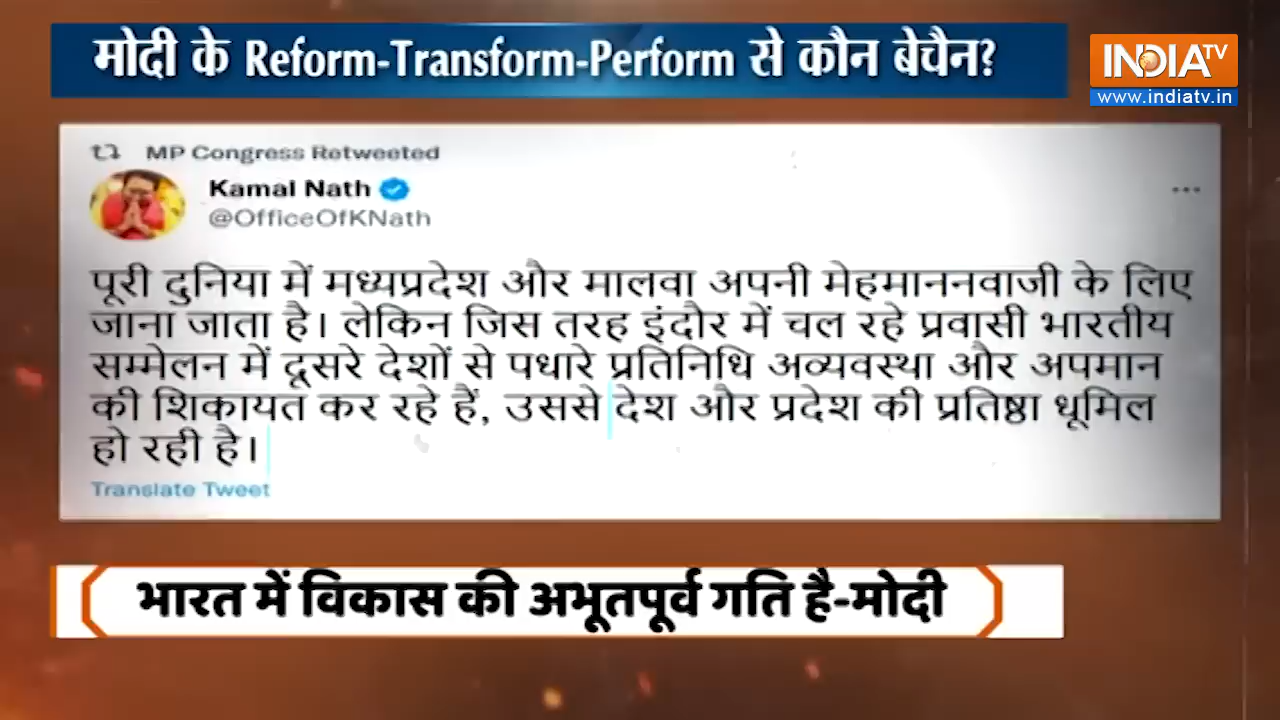 मोदी के Reform-Transform-Perform से कौन बेचैन?
INDIA TV
www.indiatv.in
MP Congress Retweeted
Kamal Nath
@OfficeOfKNath
पूरी दुनिया में मध्यप्रदेश और मालवा अपनी मेहमाननवाजी के लिए
जाना जाता है। लेकिन जिस तरह इंदौर में चल रहे प्रवासी भारतीय
सम्मेलन में दूसरे देशों से पधारे प्रतिनिधि अव्यवस्था और अपमान
की शिकायत कर रहे हैं, उससे देश और प्रदेश की प्रतिष्ठा धूमिल
हो रही है।
Translate Tweet
भारत में विकास की अभूतपूर्व गति है-मोदी